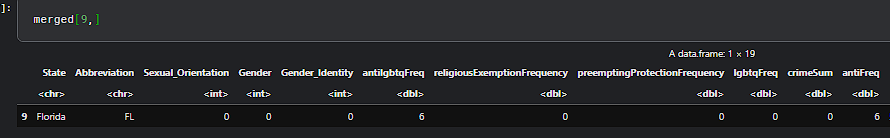 ]:
merged[9,]
A data.frame: 1 × 19
State Abbreviation Sexual_Orientation Gender Gender_Identity antilgbtqFreq religiousExemptionFrequency preemptingProtectionFrequency lgbtqFreq crimeSum antiFreq
<chr> <chr> <int> <int> <int> <dbl> <dbl> <dbl> <dbl> <dbl> <dbl>
9 Florida FL 0 0 0 6 0 0 0 0 6